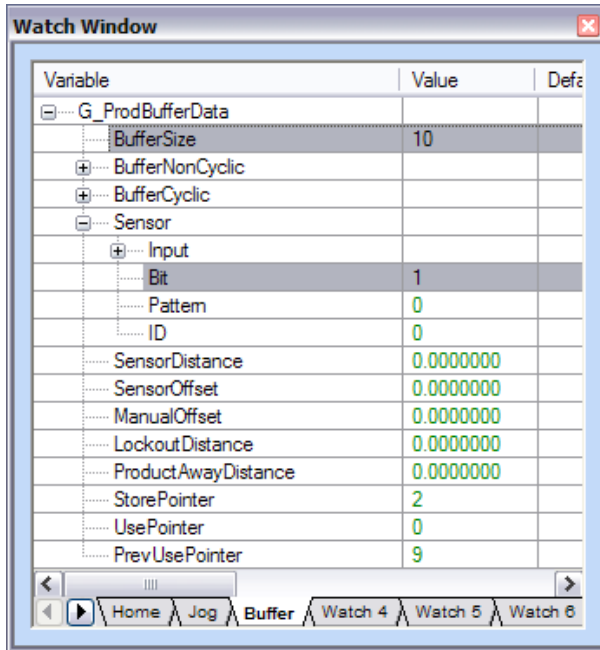 Watch Window
Variable Value Defa
G_ProdBufferData
BufferSize 10
BufferNonCyclic
BufferCyclic
Sensor
Input
Bit 1
Pattern 0
ID 0
SensorDistance 0.0000000
SensorOffset 0.0000000
ManualOffset 0.0000000
LockoutDistance 0.0000000
ProductAwayDistance 0.0000000
StorePointer 2
UsePointer 0
PrevUsePointer 9
Home Jog Buffer Watch 4 Watch 5 Watch 6